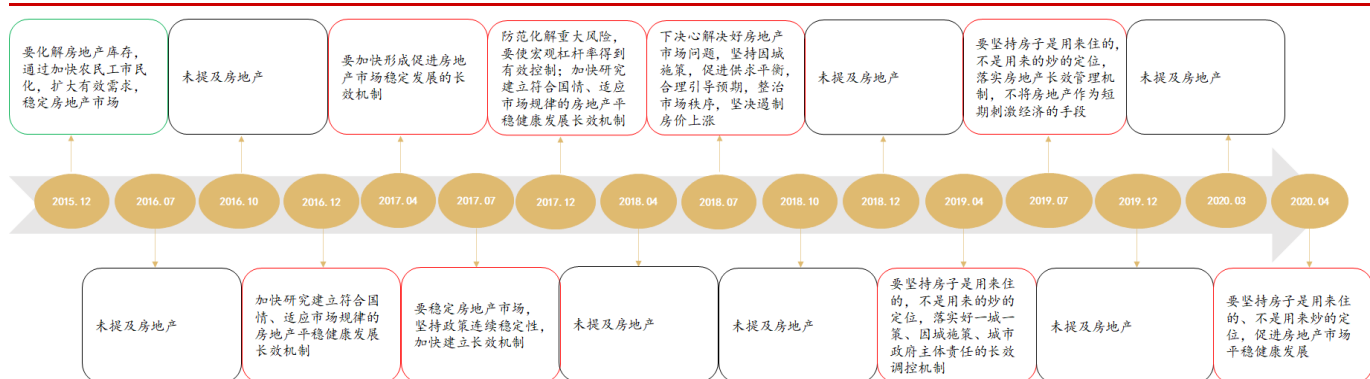 要化解房地产库存，
通过加快农民工市民
化，扩大有效需求，
稳定房地产市场
未提及房地产
要加快形成促进房地
产市场稳定发展的长
效机制
防范化解重大风险，
要使宏观杠杆率得到
有效控制；加快研究
建立符合国情、适应
市场规律的房地产平
稳健康发展长效机制
下决心解决好房地产
市场问题，坚持因城
施策，促进供求平衡，
合理引导预期，整治
市场秩序，坚决遏制
房价上涨
未提及房地产
要坚持房子是用来住的，
不是用来的炒的定位，
落实房地产长效管理机
制，不将房地产作为短
期刺激经济的手段
未提及房地产
2015.12
2016.07
2016.10
2016.12
2017.04
2017.07
2017.12
2018.04
2018.07
2018.10
2018.12
2019.04
2019.07
2019.12
2020.03
2020.04
未提及房地产
加快研究建立符合国
情、适应市场规律的
房地产平稳健康发展
长效机制
要稳定房地产市场，
坚持政策连续稳定性，
加快建立长效机制
未提及房地产
未提及房地产
要坚持房子是用来住
的，不是用来的炒的
定位，落实好一城一
策、因城施策、城市
政府主体责任的长效
调控机制
未提及房地产
要坚持房子是用来住
的、不是用来炒的定
位，促进房地产市场
平稳健康发展